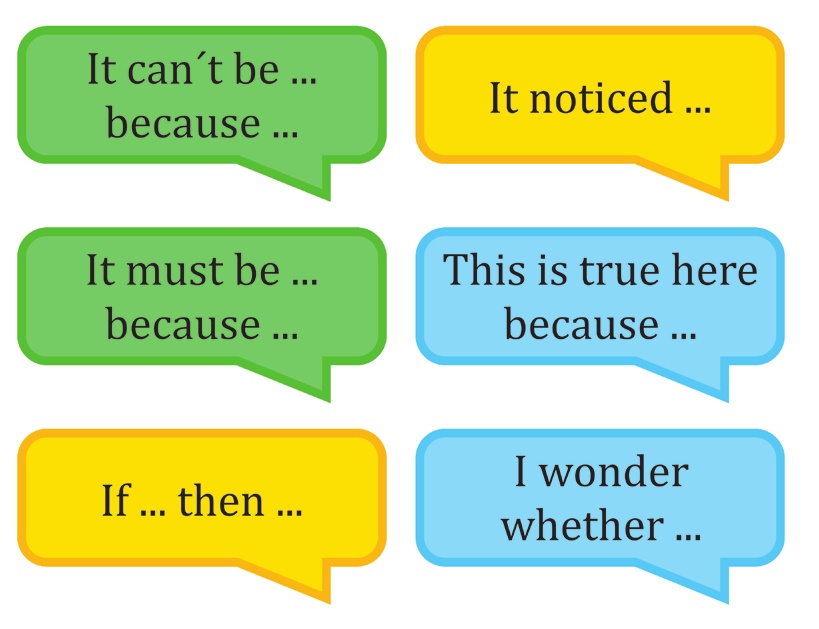 It can´t be ...
because ...
It noticed ...
It must be ...
because ...
This is true here
because ...
If ... then ...
I wonder
whether ...